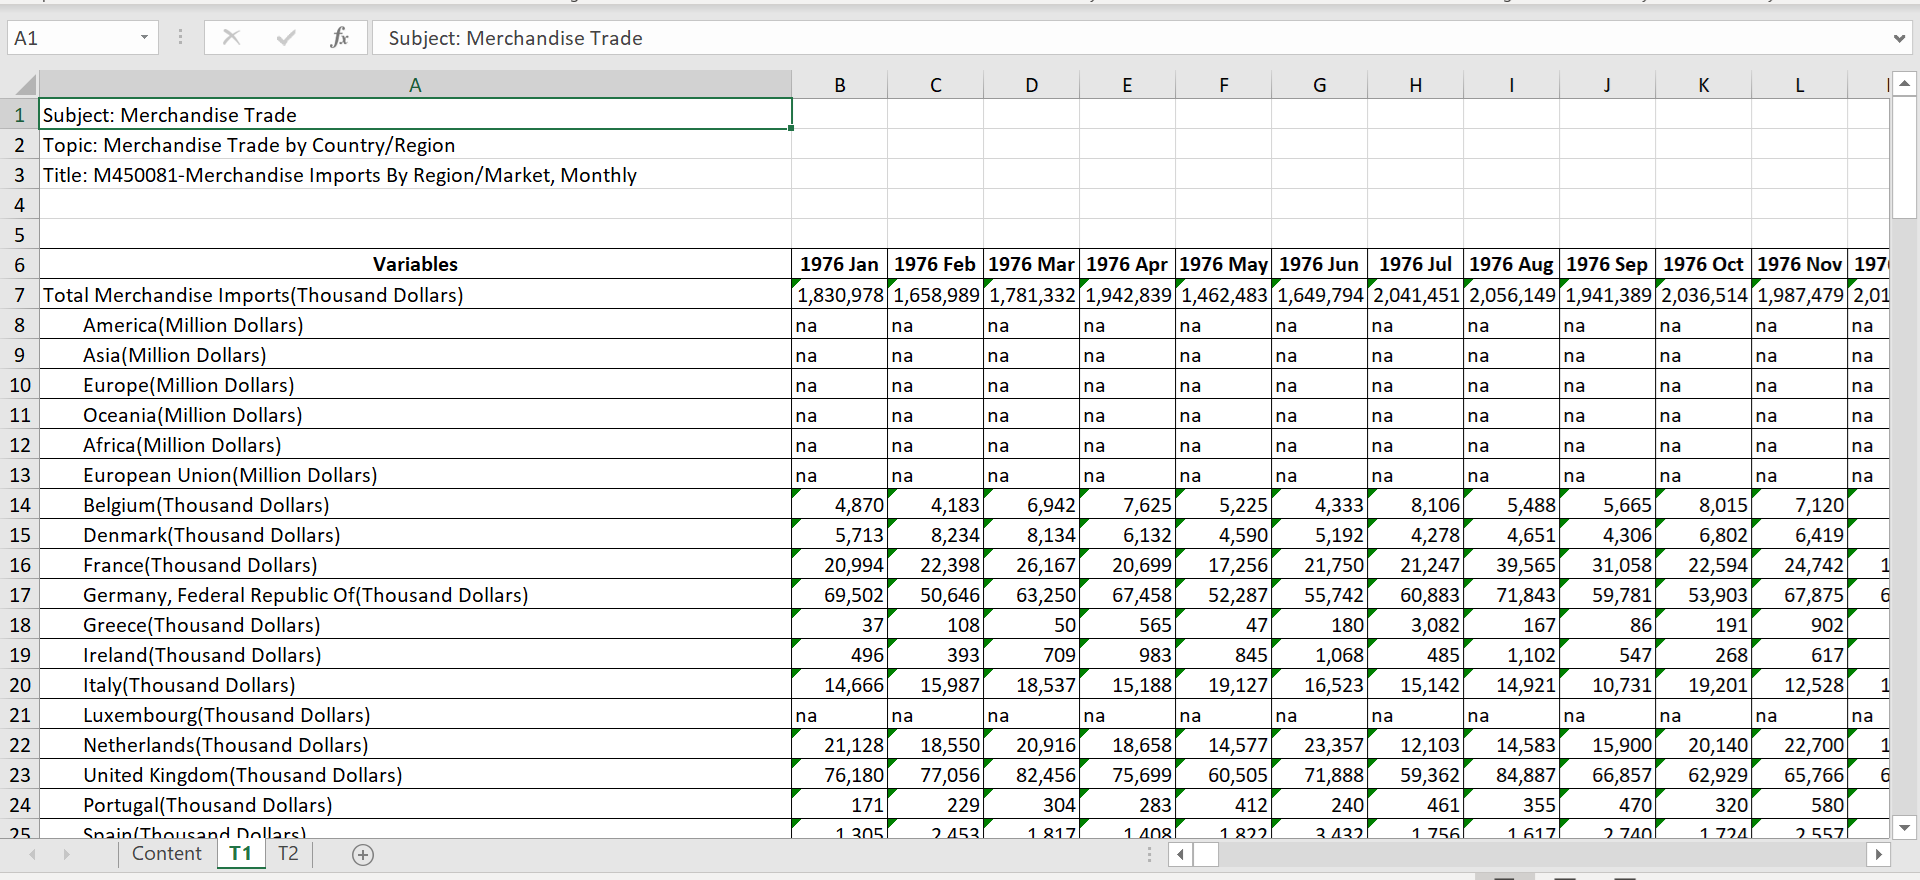 A1 fx Subject: Merchandise Trade
A B C D E F G H I J K L
1 Subject: Merchandise Trade
2 Topic: Merchandise Trade by Country/Region
3 Title: M450081-Merchandise Imports By Region/Market, Monthly
4
5
6 Variables 1976 Jan 1976 Feb 1976 Mar 1976 Apr 1976 May 1976 Jun 1976 Jul 1976 Aug 1976 Sep 1976 Oct 1976 Nov 197
7 Total Merchandise Imports(Thousand Dollars) 1,830,978 1,658,989 1,781,332 1,942,839 1,462,483 1,649,794 2,041,451 2,056,149 1,941,389 2,036,514 1,987,479 2,01
8 America(Million Dollars) na na na na na na na na na na na na
9 Asia(Million Dollars) na na na na na na na na na na na na
10 Europe(Million Dollars) na na na na na na na na na na na na
11 Oceania(Million Dollars) na na na na na na na na na na na na
12 Africa(Million Dollars) na na na na na na na na na na na na
13 European Union(Million Dollars) na na na na na na na na na na na na
14 Belgium(Thousand Dollars) 4,870 4,183 6,942 7,625 5,225 4,333 8,106 5,488 5,665 8,015 7,120
15 Denmark(Thousand Dollars) 5,713 8,234 8,134 6,132 4,590 5,192 4,278 4,651 4,306 6,802 6,419
16 France(Thousand Dollars) 20,994 22,398 26,167 20,699 17,256 21,750 21,247 39,565 31,058 22,594 24,742 1
17 Germany, Federal Republic Of(Thousand Dollars) 69,502 50,646 63,250 67,458 52,287 55,742 60,883 71,843 59,781 53,903 67,875 6
18 Greece(Thousand Dollars) 37 108 50 565 47 180 3,082 167 86 191 902
19 Ireland(Thousand Dollars) 496 393 709 983 845 1,068 485 1,102 547 268 617
20 Italy(Thousand Dollars) 14,666 15,987 18,537 15,188 19,127 16,523 15,142 14,921 10,731 19,201 12,528 1
21 Luxembourg(Thousand Dollars) na na na na na na na na na na na na
22 Netherlands(Thousand Dollars) 21,128 18,550 20,916 18,658 14,577 23,357 12,103 14,583 15,900 20,140 22,700 1
23 United Kingdom(Thousand Dollars) 76,180 77,056 82,456 75,699 60,505 71,888 59,362 84,887 66,857 62,929 65,766 6
24 Portugal(Thousand Dollars) 171 229 304 283 412 240 461 355 470 320 580
25 Spain(Thousand Dollars) 1,305 2,453 1,817 1,408 1,822 3,432 1,756 1,617 2,740 1,724 2,557
Content T1 T2